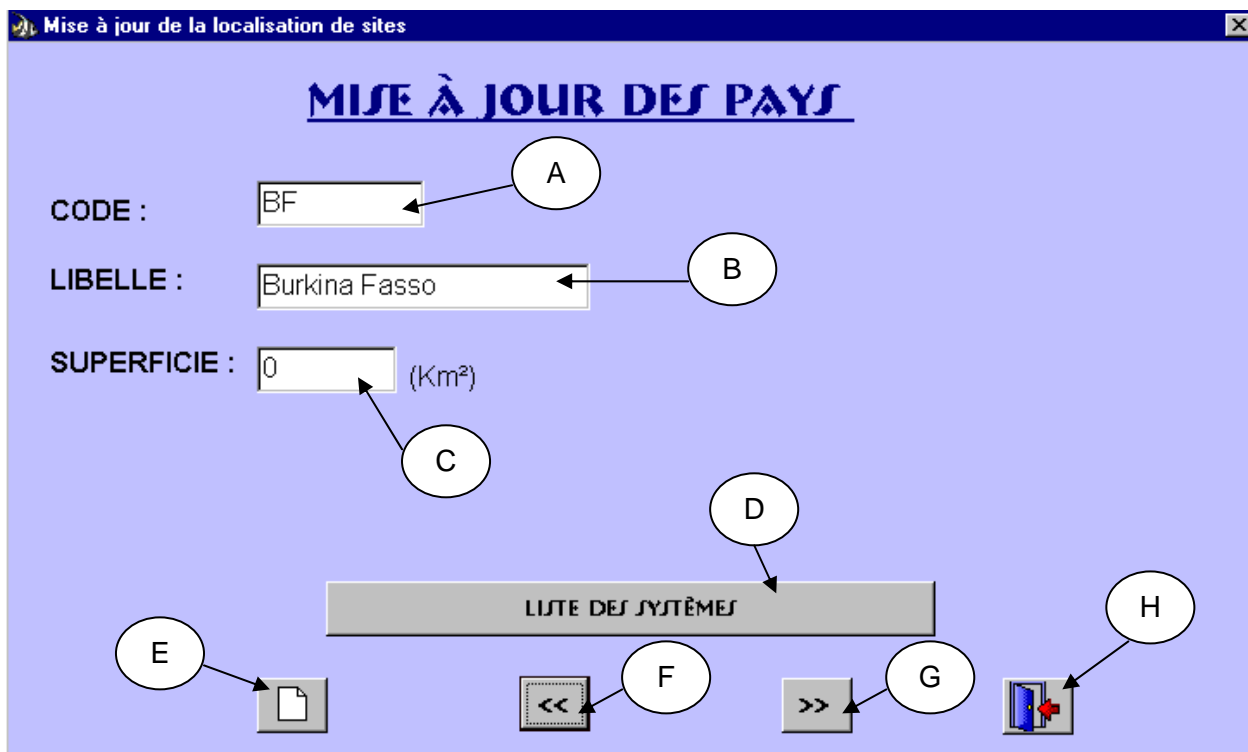 Mise à jour de la localisation de sites
MISE À JOUR DES PAYS
A
CODE : BF
B
LIBELLE : Burkina Fasso
SUPERFICIE : 0 (Km²)
C
D
LISTE DES SYSTÈMES
H
E
F
G
<< >>